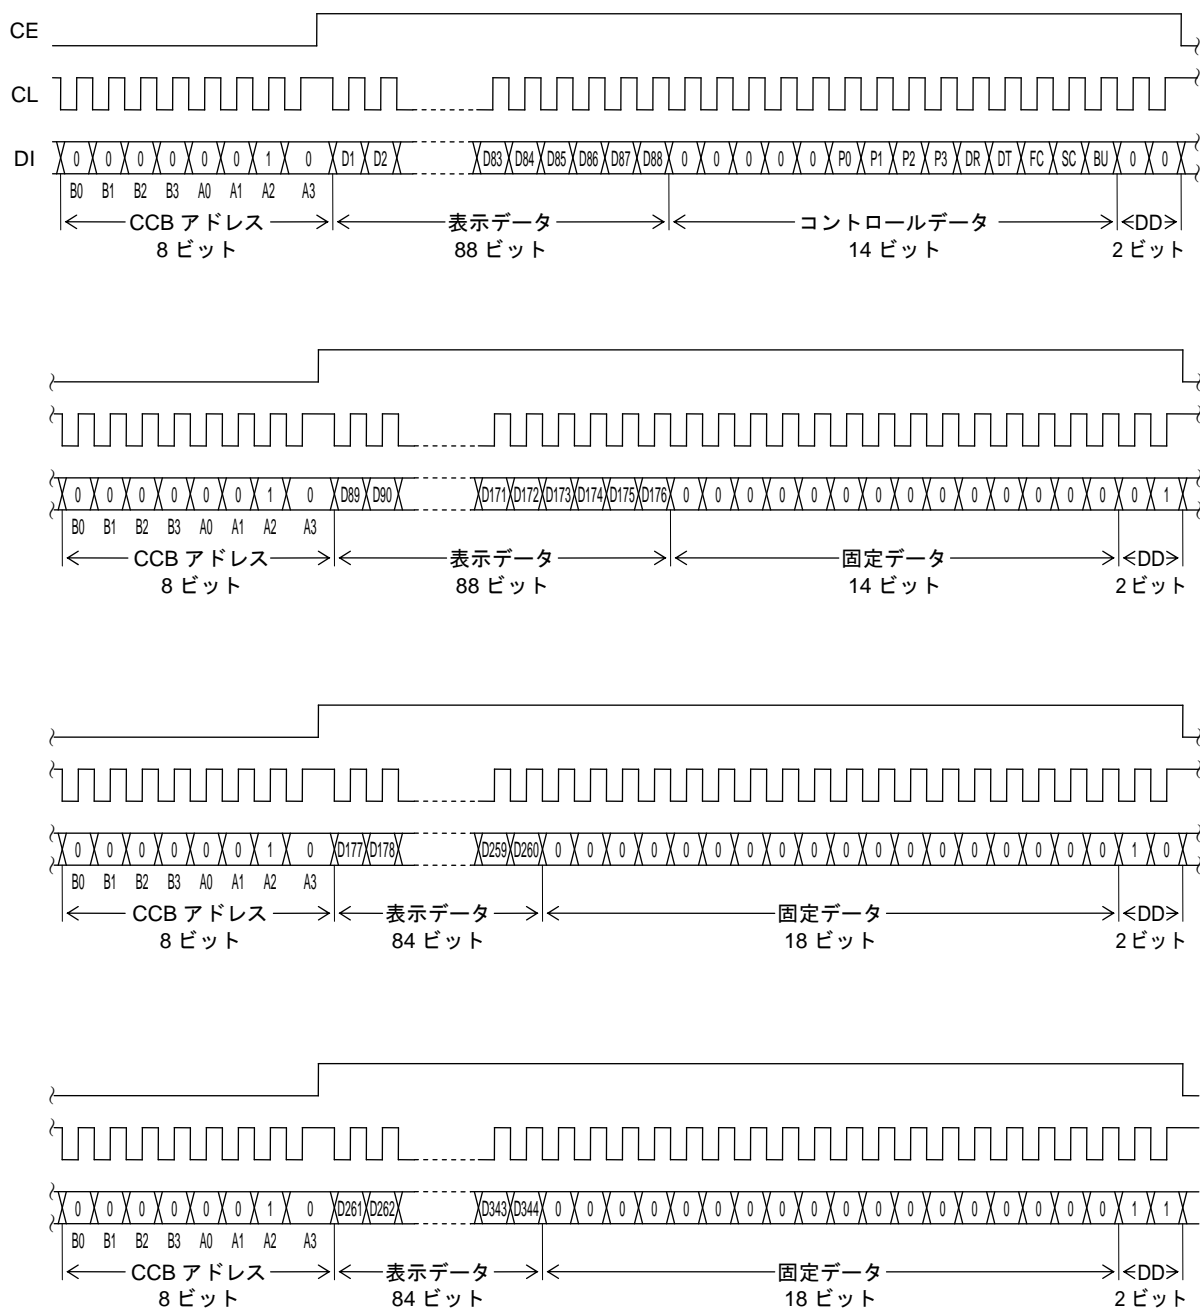 CE
CL
DI 0 0 0 0 0 0 1 0 D1 D2 D83 D84 D85 D86 D87 D88 0 0 0 0 0 P0 P1 P2 P3 DR DT FC SC BU 0 0
B0 B1 B2 B3 A0 A1 A2 A3
CCB アドレス 表示データ コントロールデータ DD
8 ビット 88 ビット 14 ビット 2 ビット
0 0 0 0 0 0 1 0 D89 D90 D171 D172 D173 D174 D175 D176 0 0 0 0 0 0 0 0 0 0 0 0 0 0 0 1
B0 B1 B2 B3 A0 A1 A2 A3
CCB アドレス 表示データ 固定データ DD
8 ビット 88 ビット 14 ビット 2 ビット
0 0 0 0 0 0 1 0 D177 D178 D259 D260 0 0 0 0 0 0 0 0 0 0 0 0 0 0 0 0 0 0 1 0
B0 B1 B2 B3 A0 A1 A2 A3
CCB アドレス 表示データ 固定データ DD
8 ビット 84 ビット 18 ビット 2 ビット
0 0 0 0 0 0 1 0 D261 D262 D343 D344 0 0 0 0 0 0 0 0 0 0 0 0 0 0 0 0 0 0 1 1
B0 B1 B2 B3 A0 A1 A2 A3
CCB アドレス 表示データ 固定データ DD
8 ビット 84 ビット 18 ビット 2 ビット